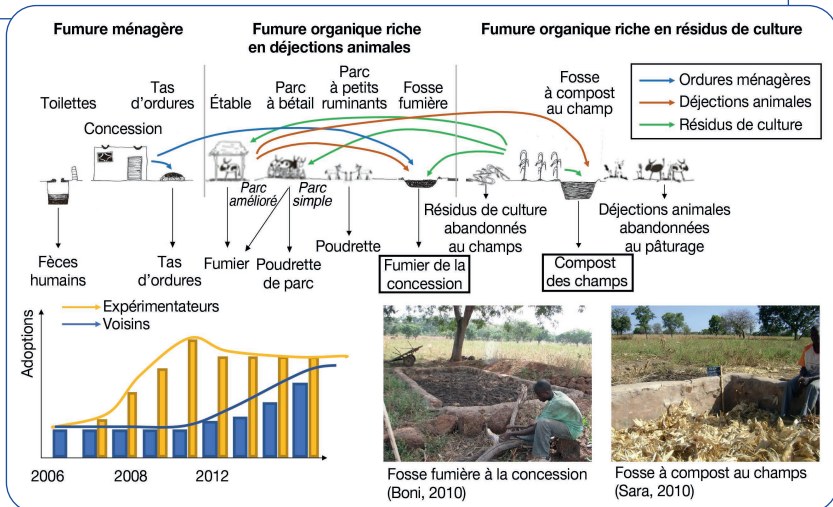 Fumure ménagère
Fumure organique riche
en déjections animales
Fumure organique riche en résidus de culture
Toilettes
Tas
d'ordures
Concession
Étable
Parc
à bétail
Parc
à petits
ruminants
Fosse
fumière
Fosse
à compost
au champ
Ordures ménagères
Déjections animales
Résidus de culture
Parc
amélioré
Parc
simple
Fèces
humains
Tas
d'ordures
Fumier
Poudrette
de parc
Poudrette
Fumier de la
concession
Résidus de culture
abandonnés
au champs
Compost
des champs
Déjections animales
abandonnées
au pâturage
Expérimentateurs
Voisins
Adoptions
2006
2008
2012
Fosse fumière à la concession
(Boni, 2010)
Fosse à compost au champs
(Sara, 2010)